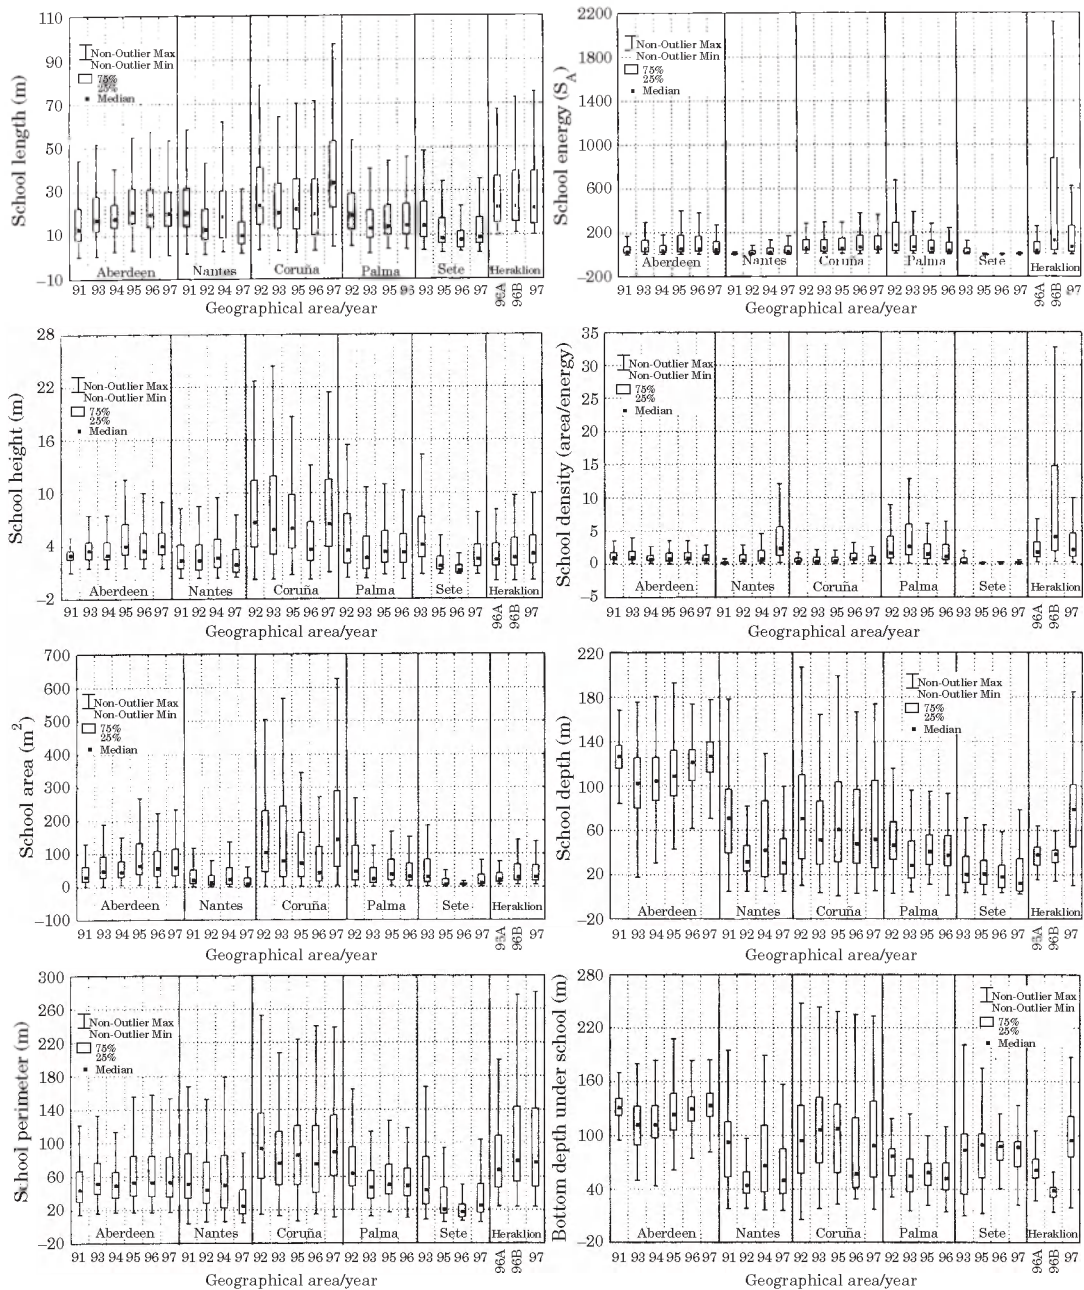 School length (m)
110
90
70
50
30
10
−10
Non-Outlier Max
Non-Outlier Min
75%
25%
Median
Aberdeen Nantes Coruña Palma Sete Heraklion
91 93 94 95 96 97 91 92 94 97 92 93 95 96 97 92 93 95 96 93 95 96 97 96A 96B 97
Geographical area/year
School energy (S_A)
2200
1800
1400
1000
600
200
−200
Non-Outlier Max
Non-Outlier Min
75%
25%
Median
Aberdeen Nantes Coruña Palma Sete Heraklion
91 93 94 95 96 97 91 92 94 97 92 93 95 96 97 92 93 95 96 93 95 96 97 96A 96B 97
Geographical area/year
School height (m)
28
22
16
10
4
−2
Non-Outlier Max
Non-Outlier Min
75%
25%
Median
Aberdeen Nantes Coruña Palma Sete Heraklion
91 93 94 95 96 97 91 92 94 97 92 93 95 96 97 92 93 95 96 93 95 96 97 96A 96B 97
Geographical area/year
School density (area/energy)
35
30
25
20
15
10
5
0
−5
Non-Outlier Max
Non-Outlier Min
75%
25%
Median
Aberdeen Nantes Coruña Palma Sete Heraklion
91 93 94 95 96 97 91 92 94 97 92 93 95 96 97 92 93 95 96 93 95 96 97 96A 96B 97
Geographical area/year
School area (m²)
700
600
500
400
300
200
100
0
−100
Non-Outlier Max
Non-Outlier Min
75%
25%
Median
Aberdeen Nantes Coruña Palma Sete Heraklion
91 93 94 95 96 97 91 92 94 97 92 93 95 96 97 92 93 95 96 93 95 96 97 96A 96B 97
Geographical area/year
School depth (m)
220
180
140
100
60
20
−20
Non-Outlier Max
Non-Outlier Min
75%
25%
Median
Aberdeen Nantes Coruña Palma Sete Heraklion
91 93 94 95 96 97 91 92 94 97 92 93 95 96 97 92 93 95 96 93 95 96 97 96A 96B 97
Geographical area/year
School perimeter (m)
300
260
220
180
140
100
60
20
−20
Non-Outlier Max
Non-Outlier Min
75%
25%
Median
Aberdeen Nantes Coruña Palma Sete Heraklion
91 93 94 95 96 97 91 92 94 97 92 93 95 96 97 92 93 95 96 93 95 96 97 96A 96B 97
Geographical area/year
Bottom depth under school (m)
280
220
160
100
40
−20
Non-Outlier Max
Non-Outlier Min
75%
25%
Median
Aberdeen Nantes Coruña Palma Sete Heraklion
91 93 94 95 96 97 91 92 94 97 92 93 95 96 97 92 93 95 96 93 95 96 97 96A 96B 97
Geographical area/year